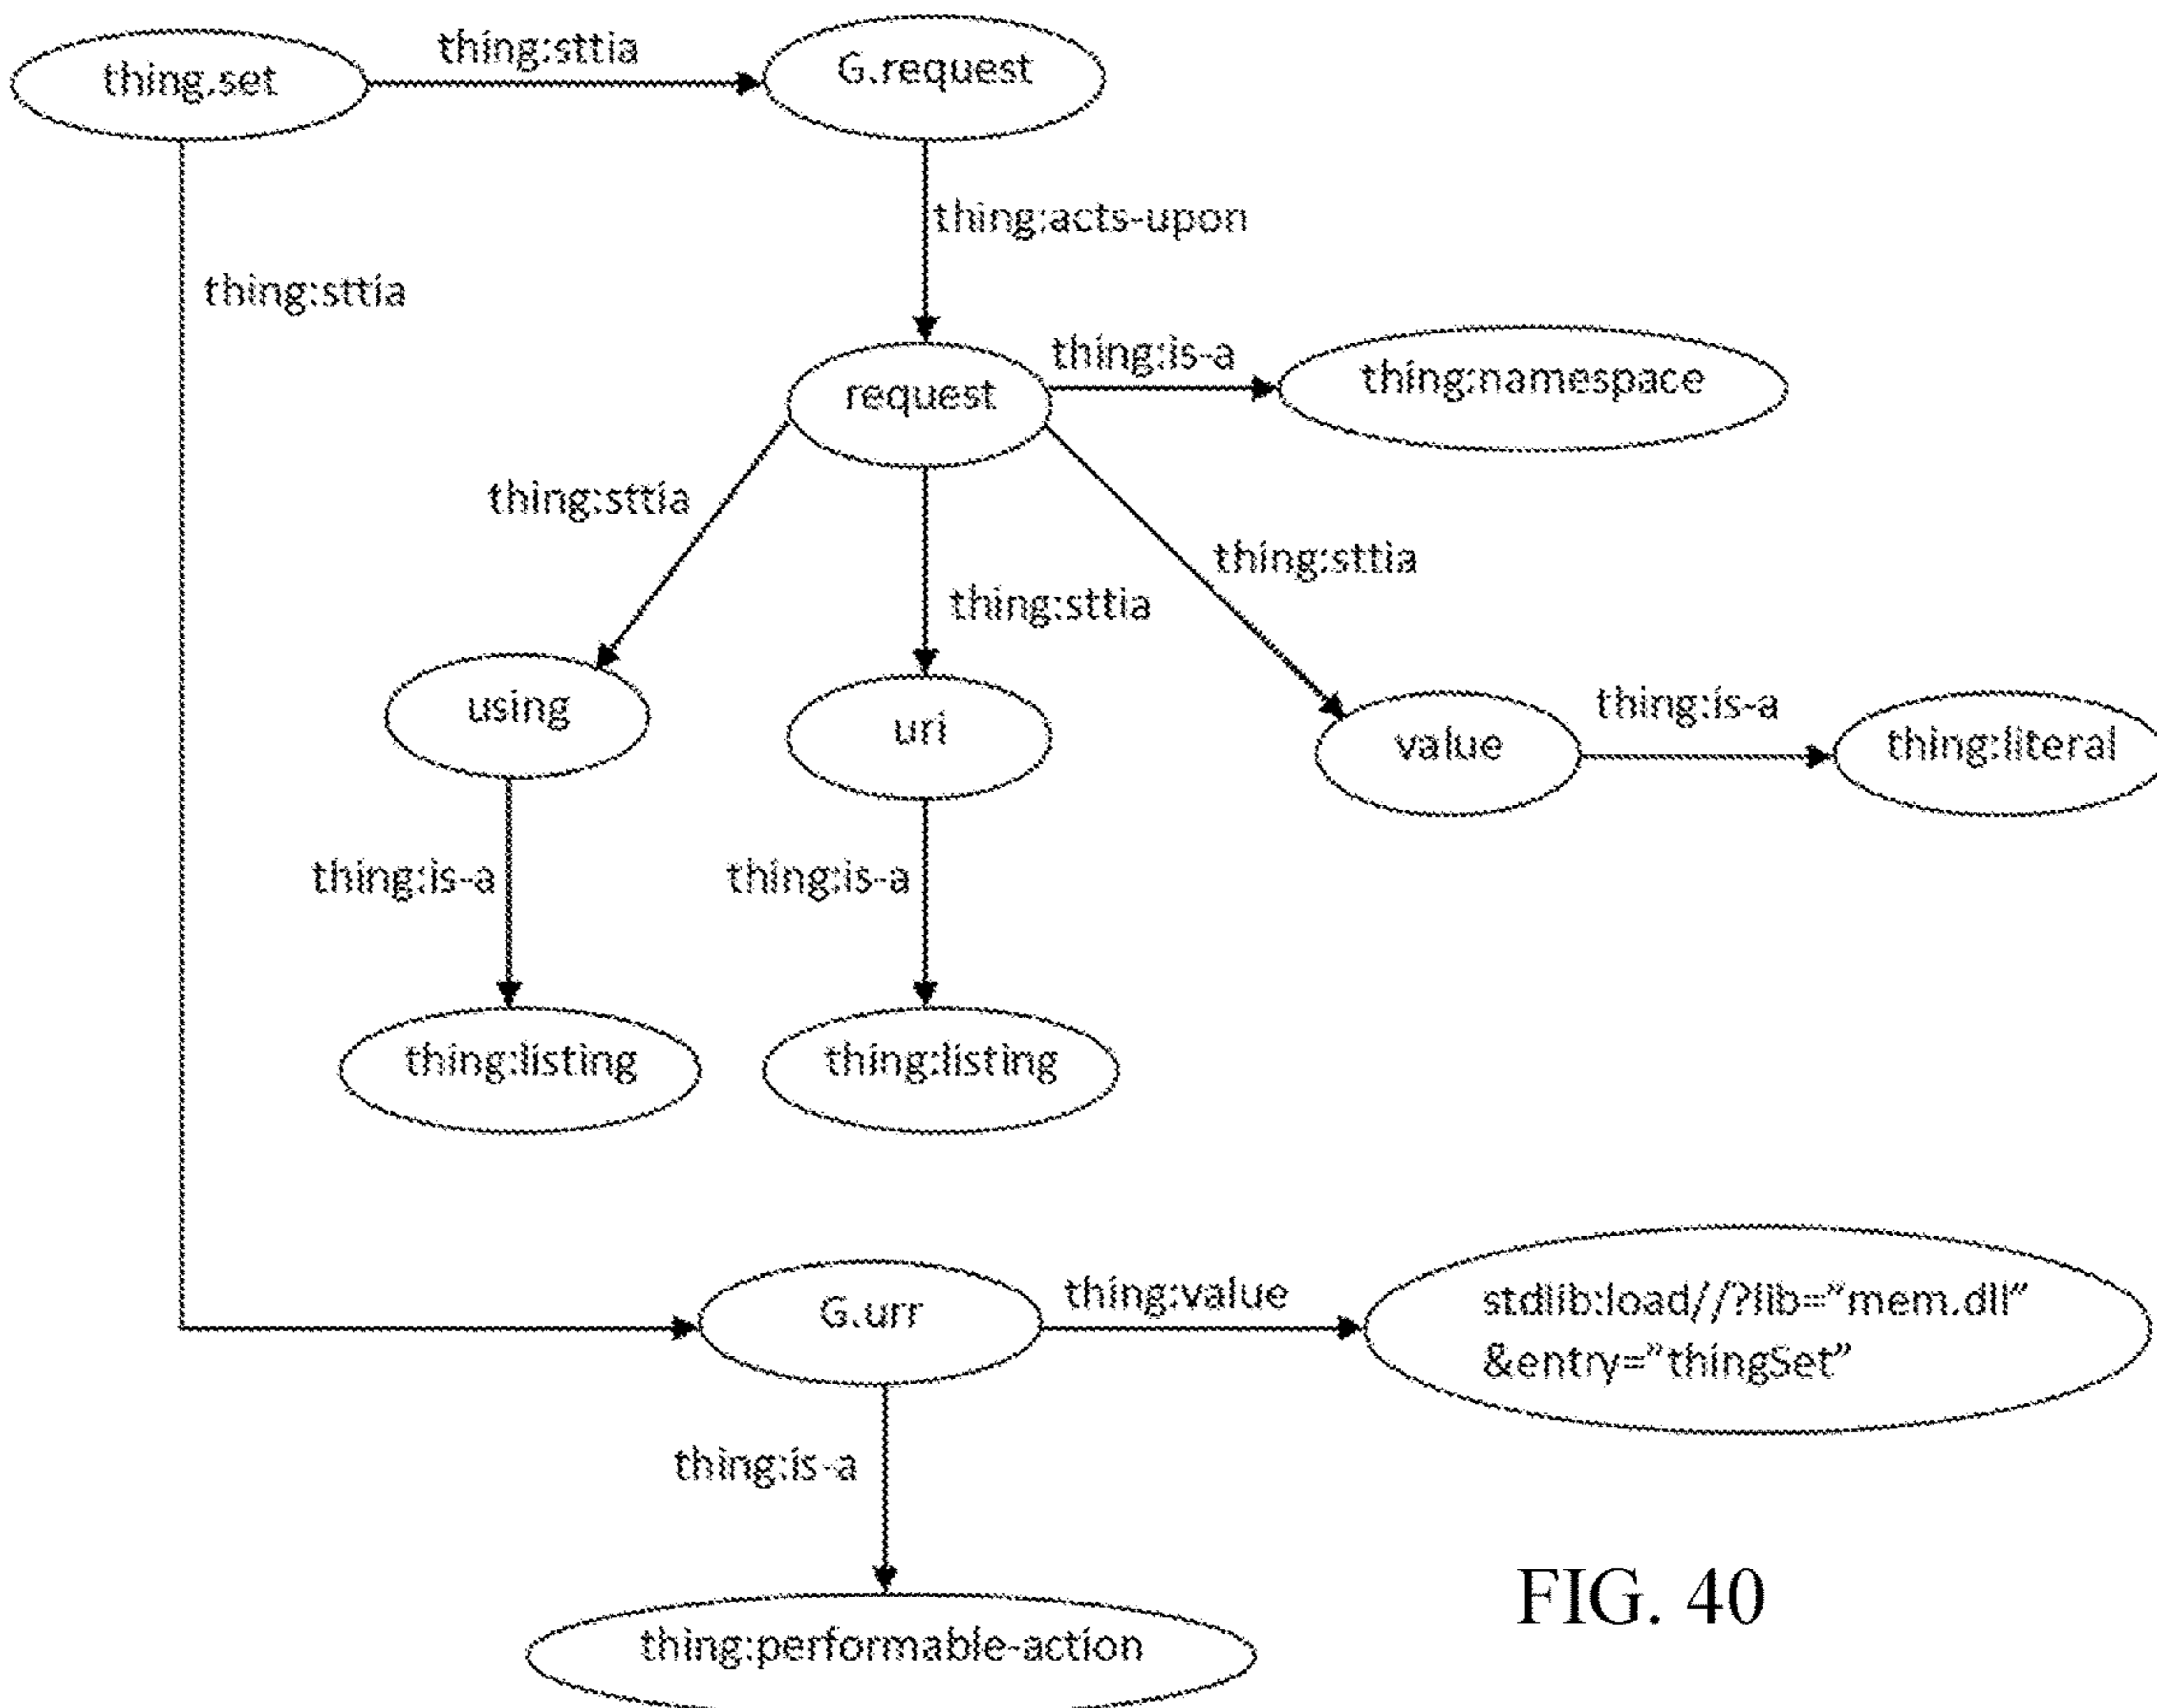 thing.set
thing:sttia
G.request
thing:acts-upon
thing:sttia
request
thing:is-a
thing:namespace
thing:sttia
thing:sttia
thing:sttia
using
uri
value
thing:is-a
thing:literal
thing:is-a
thing:is-a
thing:listing
thing:listing
G.urr
thing:value
stdlib:load//?lib=”mem.dll”
&entry=”thingSet”
thing:is-a
thing:performable-action
FIG. 40